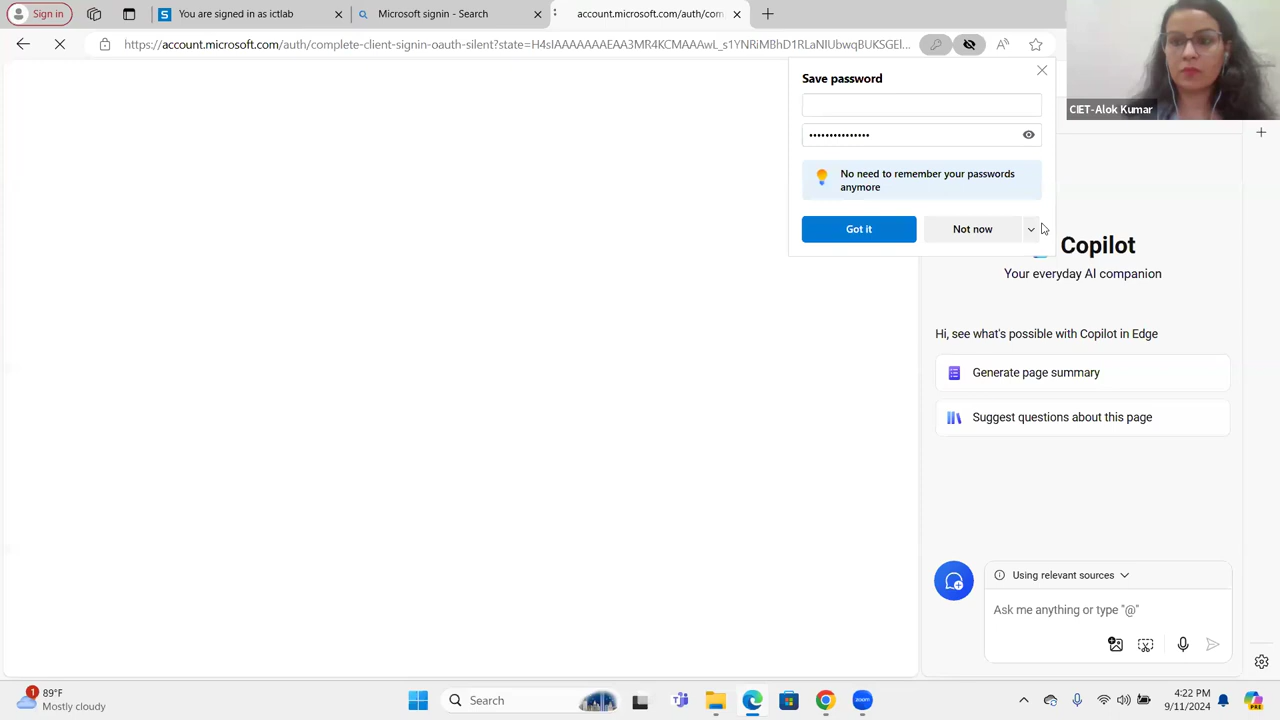 Sign in
You are signed in as ictlab
Microsoft signin - Search
account.microsoft.com/auth/com
https://account.microsoft.com/auth/complete-client-signin-oauth-silent?state=H4sIAAAAAAEAA3MR4KCMAAAwL_s1YNRiMBhD1RLaNIUbwqBUKSGEl...
CIET-Alok Kumar
Save password
•••••••••••••••
No need to remember your passwords
anymore
Got it
Not now
Copilot
Your everyday AI companion
Hi, see what's possible with Copilot in Edge
Generate page summary
Suggest questions about this page
Using relevant sources
Ask me anything or type "@"
1
89°F
Mostly cloudy
Search
zoom
4:22 PM
9/11/2024
PRE